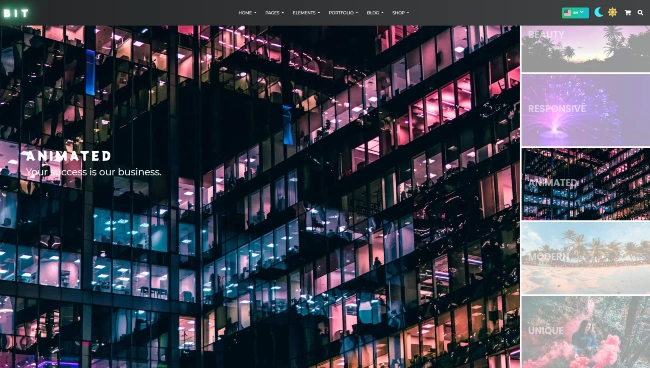 BIT
HOME
PAGES
ELEMENTS
PORTFOLIO
BLOG
SHOP
ANIMATED
Your success is our business.
BEAUTY
RESPONSIVE
ANIMATED
MODERN
UNIQUE